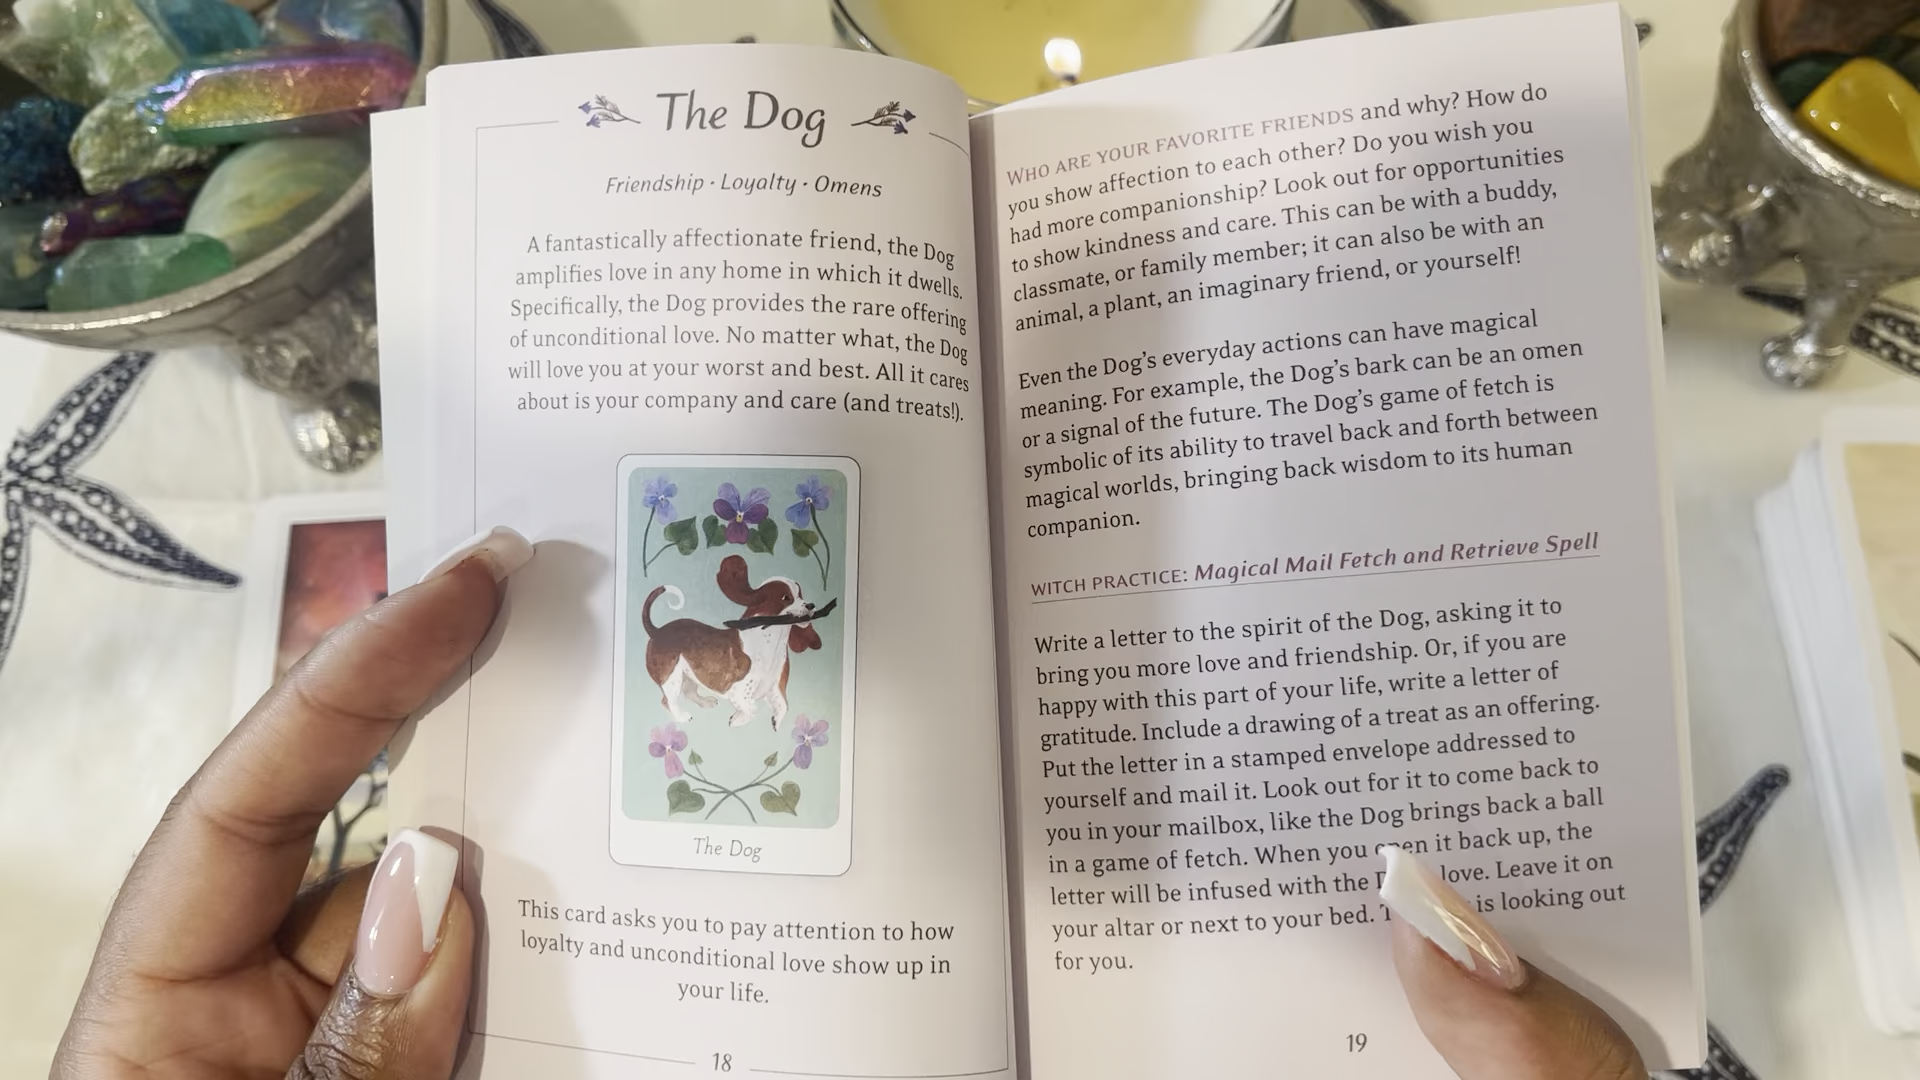 The Dog
Friendship · Loyalty · Omens
A fantastically affectionate friend, the Dog
amplifies love in any home in which it dwells.
Specifically, the Dog provides the rare offering
of unconditional love. No matter what, the Dog
will love you at your worst and best. All it cares
about is your company and care (and treats!).
The Dog
This card asks you to pay attention to how
loyalty and unconditional love show up in
your life.
18
WHO ARE YOUR FAVORITE FRIENDS and why? How do
you show affection to each other? Do you wish you
had more companionship? Look out for opportunities
to show kindness and care. This can be with a buddy,
classmate, or family member; it can also be with an
animal, a plant, an imaginary friend, or yourself!
Even the Dog's everyday actions can have magical
meaning. For example, the Dog's bark can be an omen
or a signal of the future. The Dog's game of fetch is
symbolic of its ability to travel back and forth between
magical worlds, bringing back wisdom to its human
companion.
WITCH PRACTICE: Magical Mail Fetch and Retrieve Spell
Write a letter to the spirit of the Dog, asking it to
bring you more love and friendship. Or, if you are
happy with this part of your life, write a letter of
gratitude. Include a drawing of a treat as an offering.
Put the letter in a stamped envelope addressed to
yourself and mail it. Look out for it to come back to
you in your mailbox, like the Dog brings back a ball
in a game of fetch. When you open it back up, the
letter will be infused with the love. Leave it on
your altar or next to your bed. is looking out
for you.
19